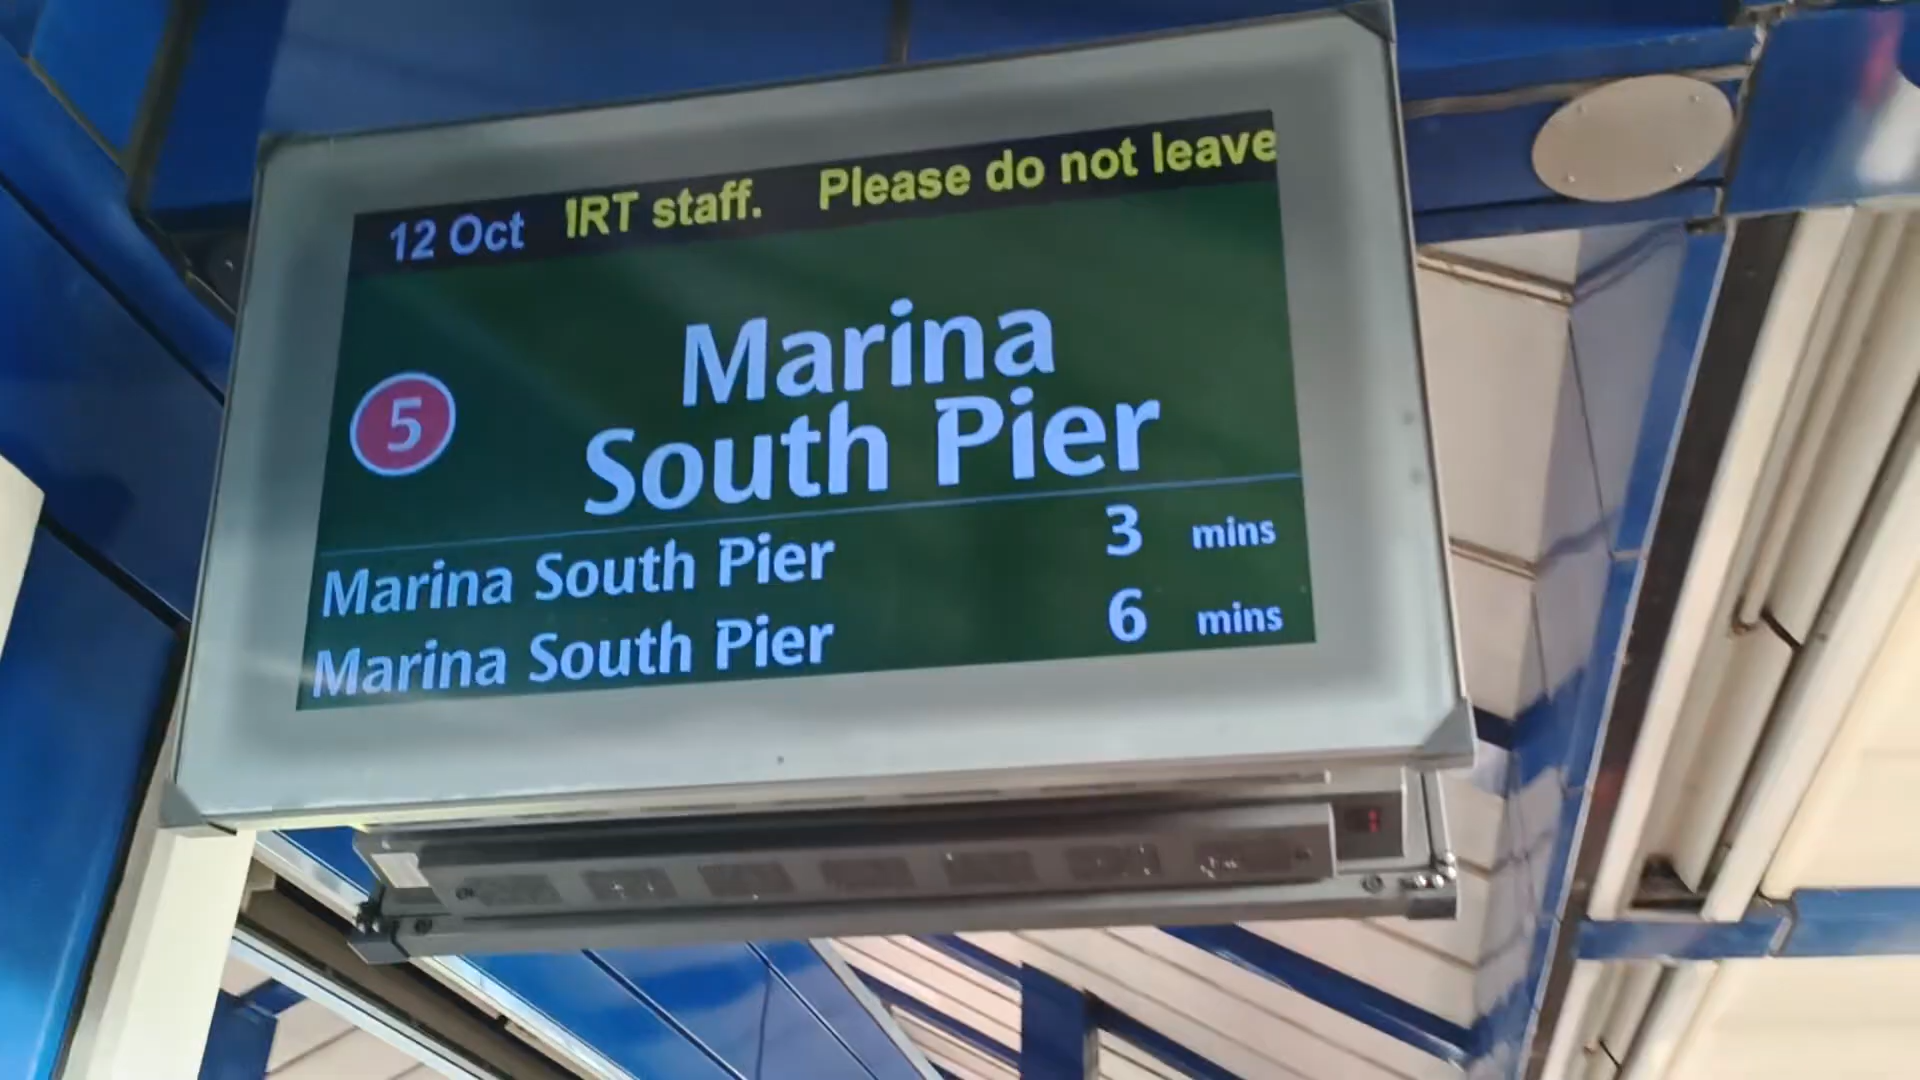 12 Oct IRT staff. Please do not leave
5
Marina
South Pier
Marina South Pier 3 mins
Marina South Pier 6 mins